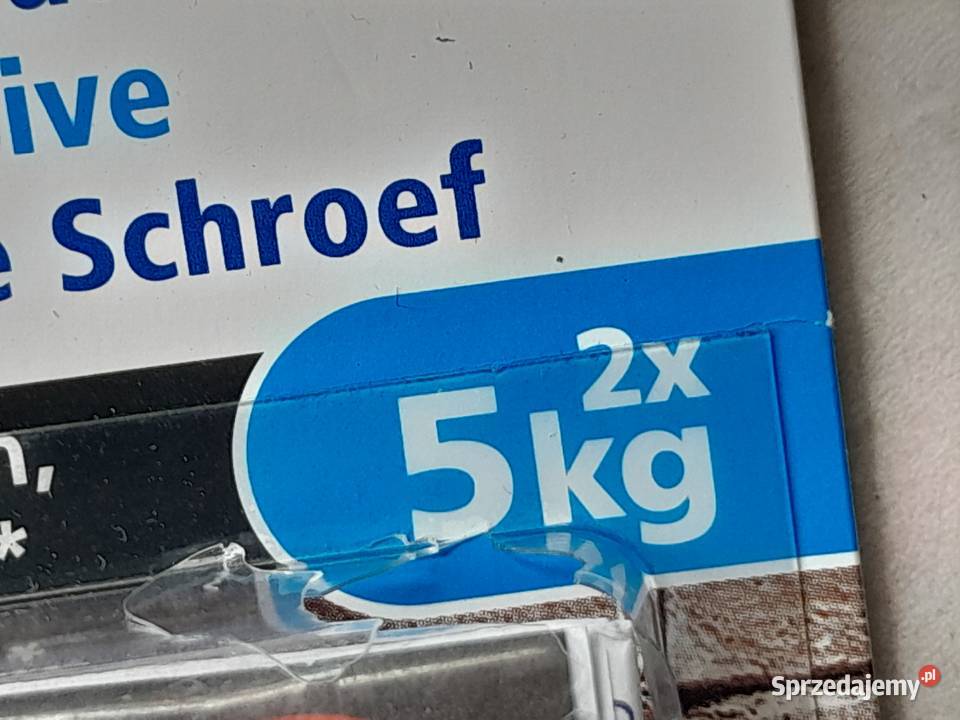 ive
e Schroef
2x
5kg
n,
*
Sprzedajemy.pl